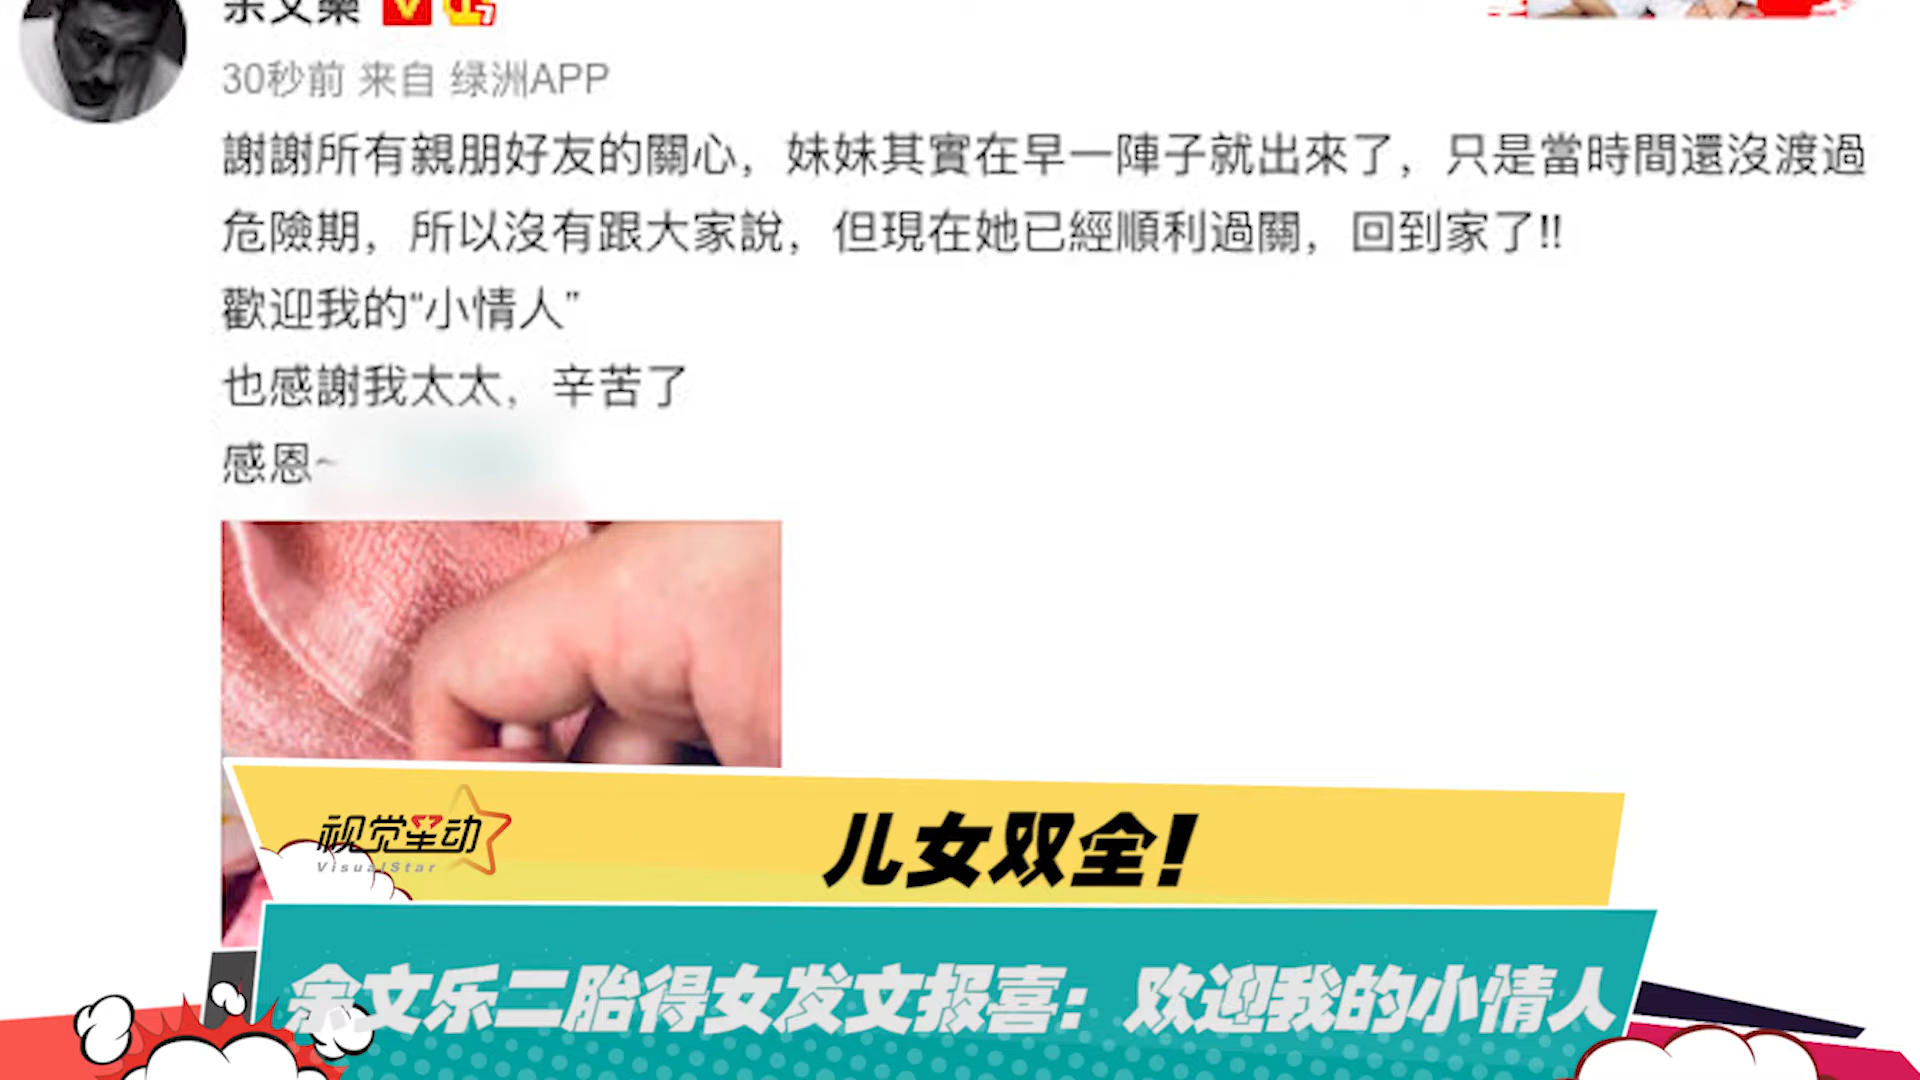 余文樂
30秒前 来自 绿洲APP
謝謝所有親朋好友的關心，妹妹其實在早一陣子就出來了，只是當時間還沒渡過
危險期，所以沒有跟大家說，但現在她已經順利過關，回到家了!!
歡迎我的“小情人”
也感謝我太太，辛苦了
感恩~
视觉星动
VisualStar
儿女双全！
余文乐二胎得女发文报喜：欢迎我的小情人